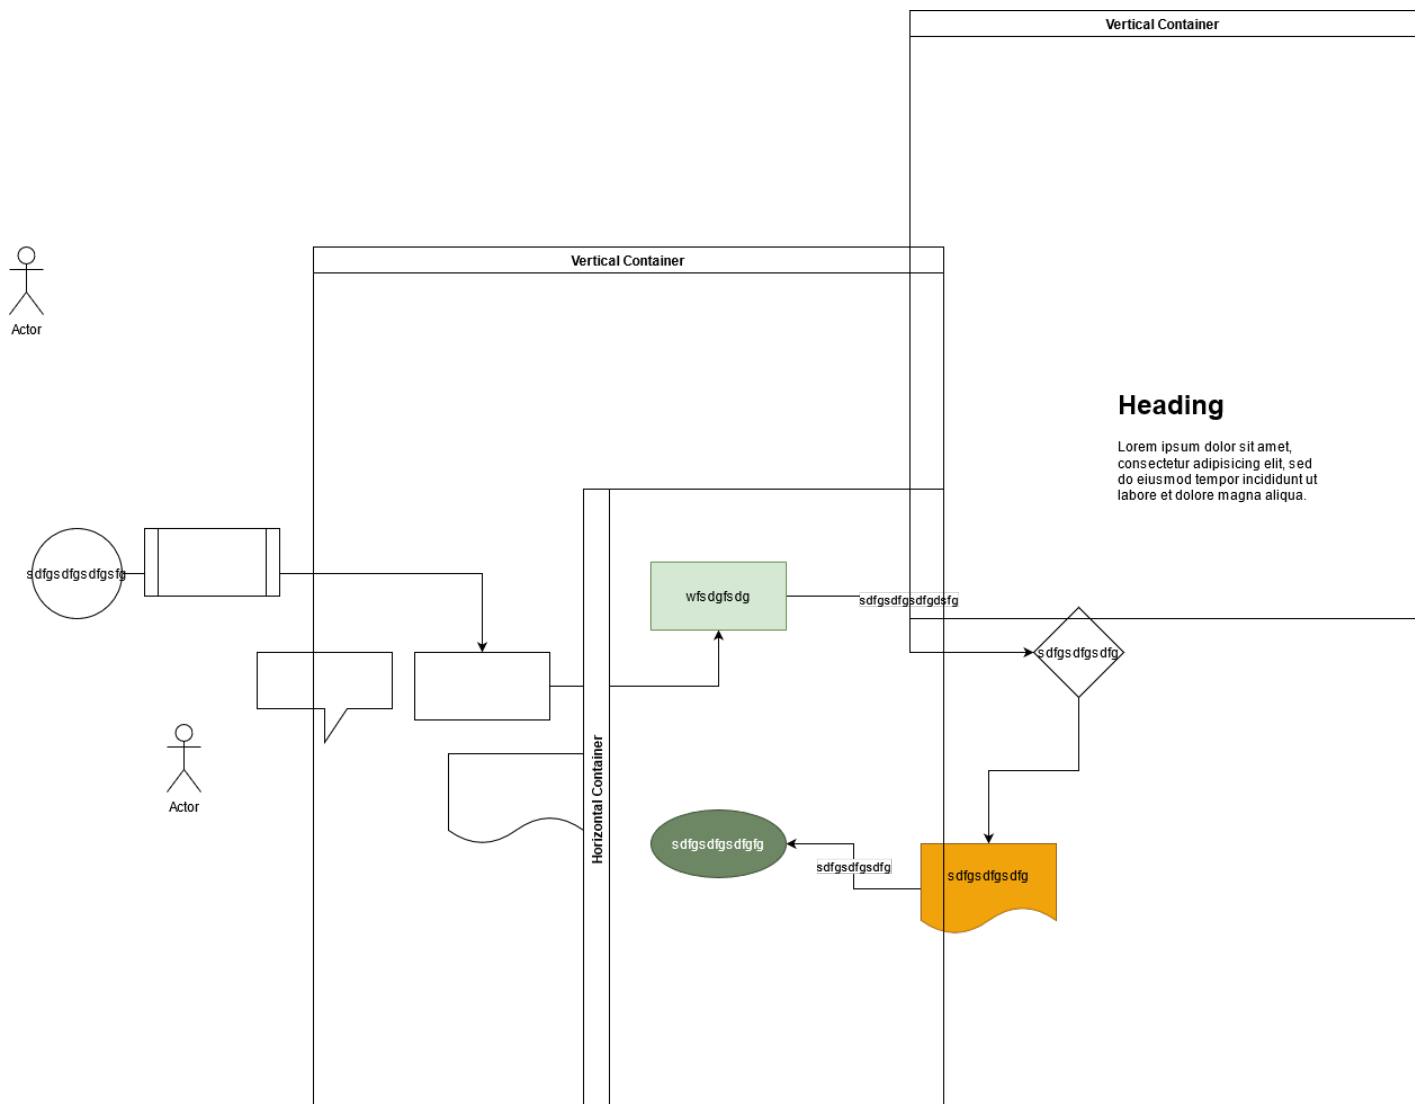 Vertical Container
Vertical Container
Actor
Heading
Lorem ipsum dolor sit amet,
consectetur adipisicing elit, sed
do eiusmod tempor incididunt ut
labore et dolore magna aliqua.
sdfgsdfgsdfgsfg
wfsdgfsdg
sdfgsdfgsdfgdsfg
sdfgsdfgsdfg
Actor
Horizontal Container
sdfgsdfgsdfgfg
sdfgsdfgsdfg
sdfgsdfgsdfg